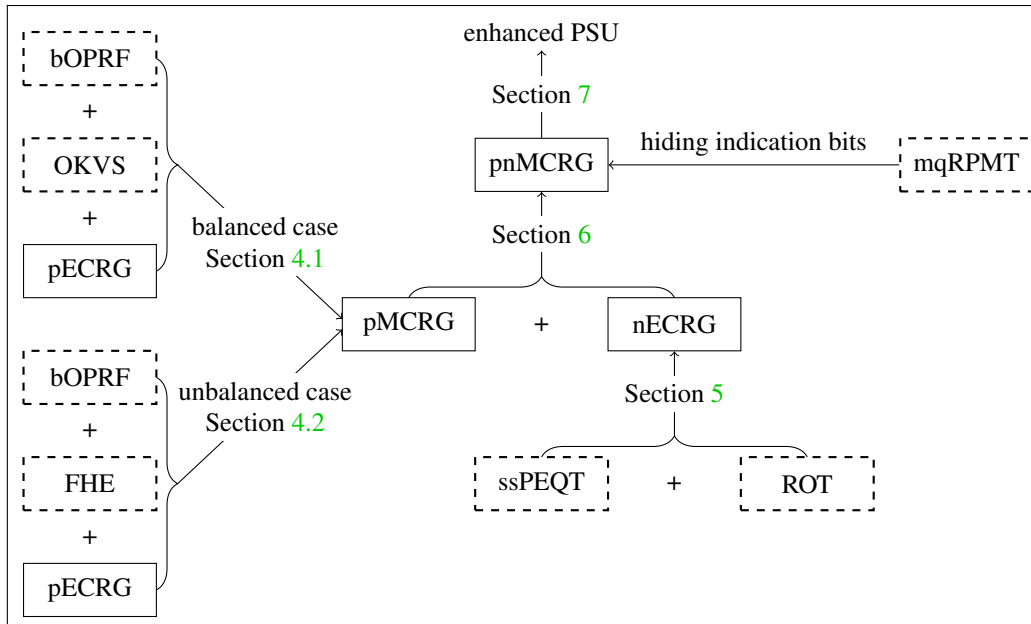 bOPRF
+
OKVS
+
pECRG
balanced case
Section 4.1
bOPRF
+
FHE
+
pECRG
unbalanced case
Section 4.2
enhanced PSU
Section 7
pnMCRG
hiding indication bits
mqRPMT
Section 6
pMCRG
+
nECRG
Section 5
ssPEQT
+
ROT